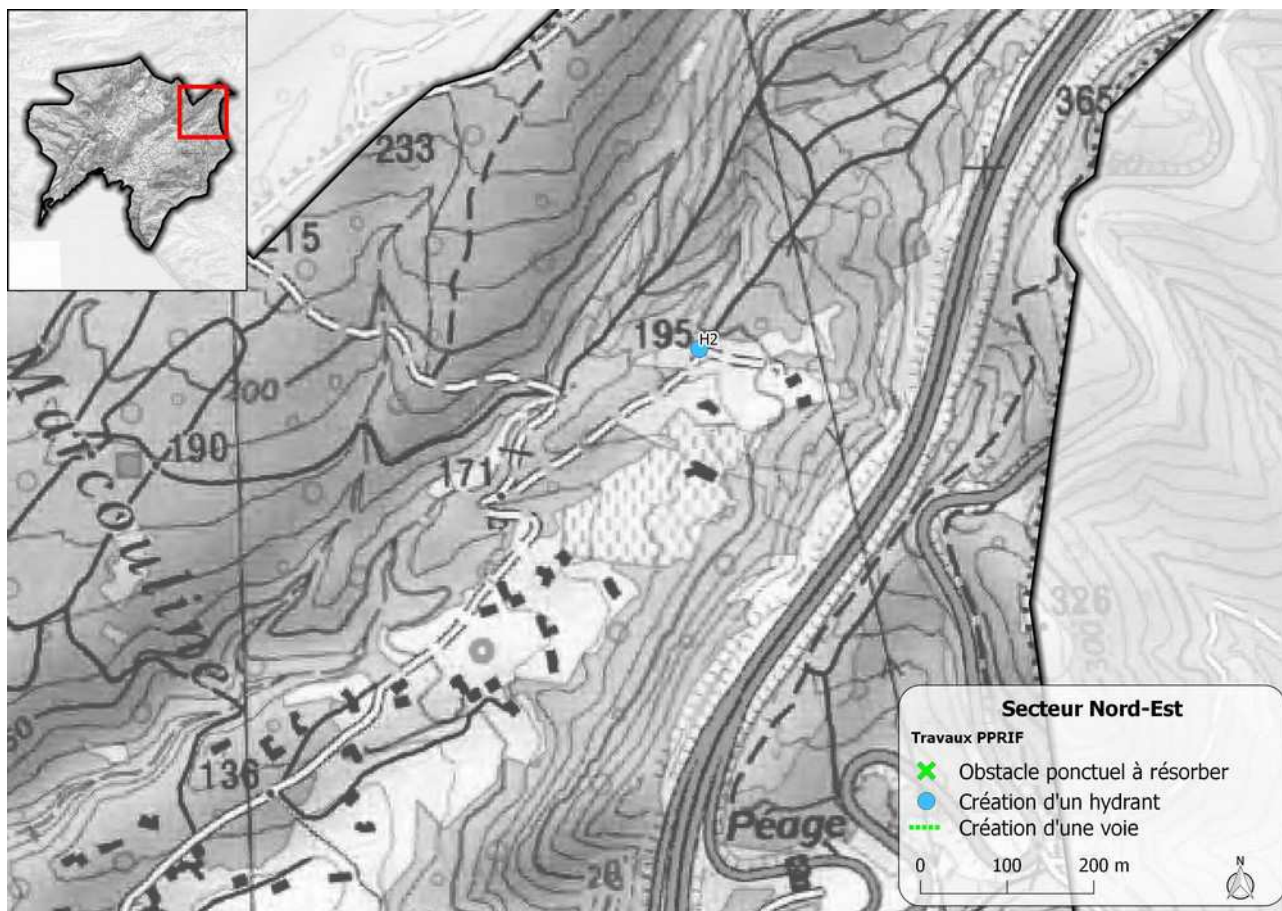 365
233
215
195
H2
200
190
171
Marcouline
326
300
136
Péage
Secteur Nord-Est
Travaux PPRIF
Obstacle ponctuel à résorber
Création d'un hydrant
Création d'une voie
0 100 200 m
N